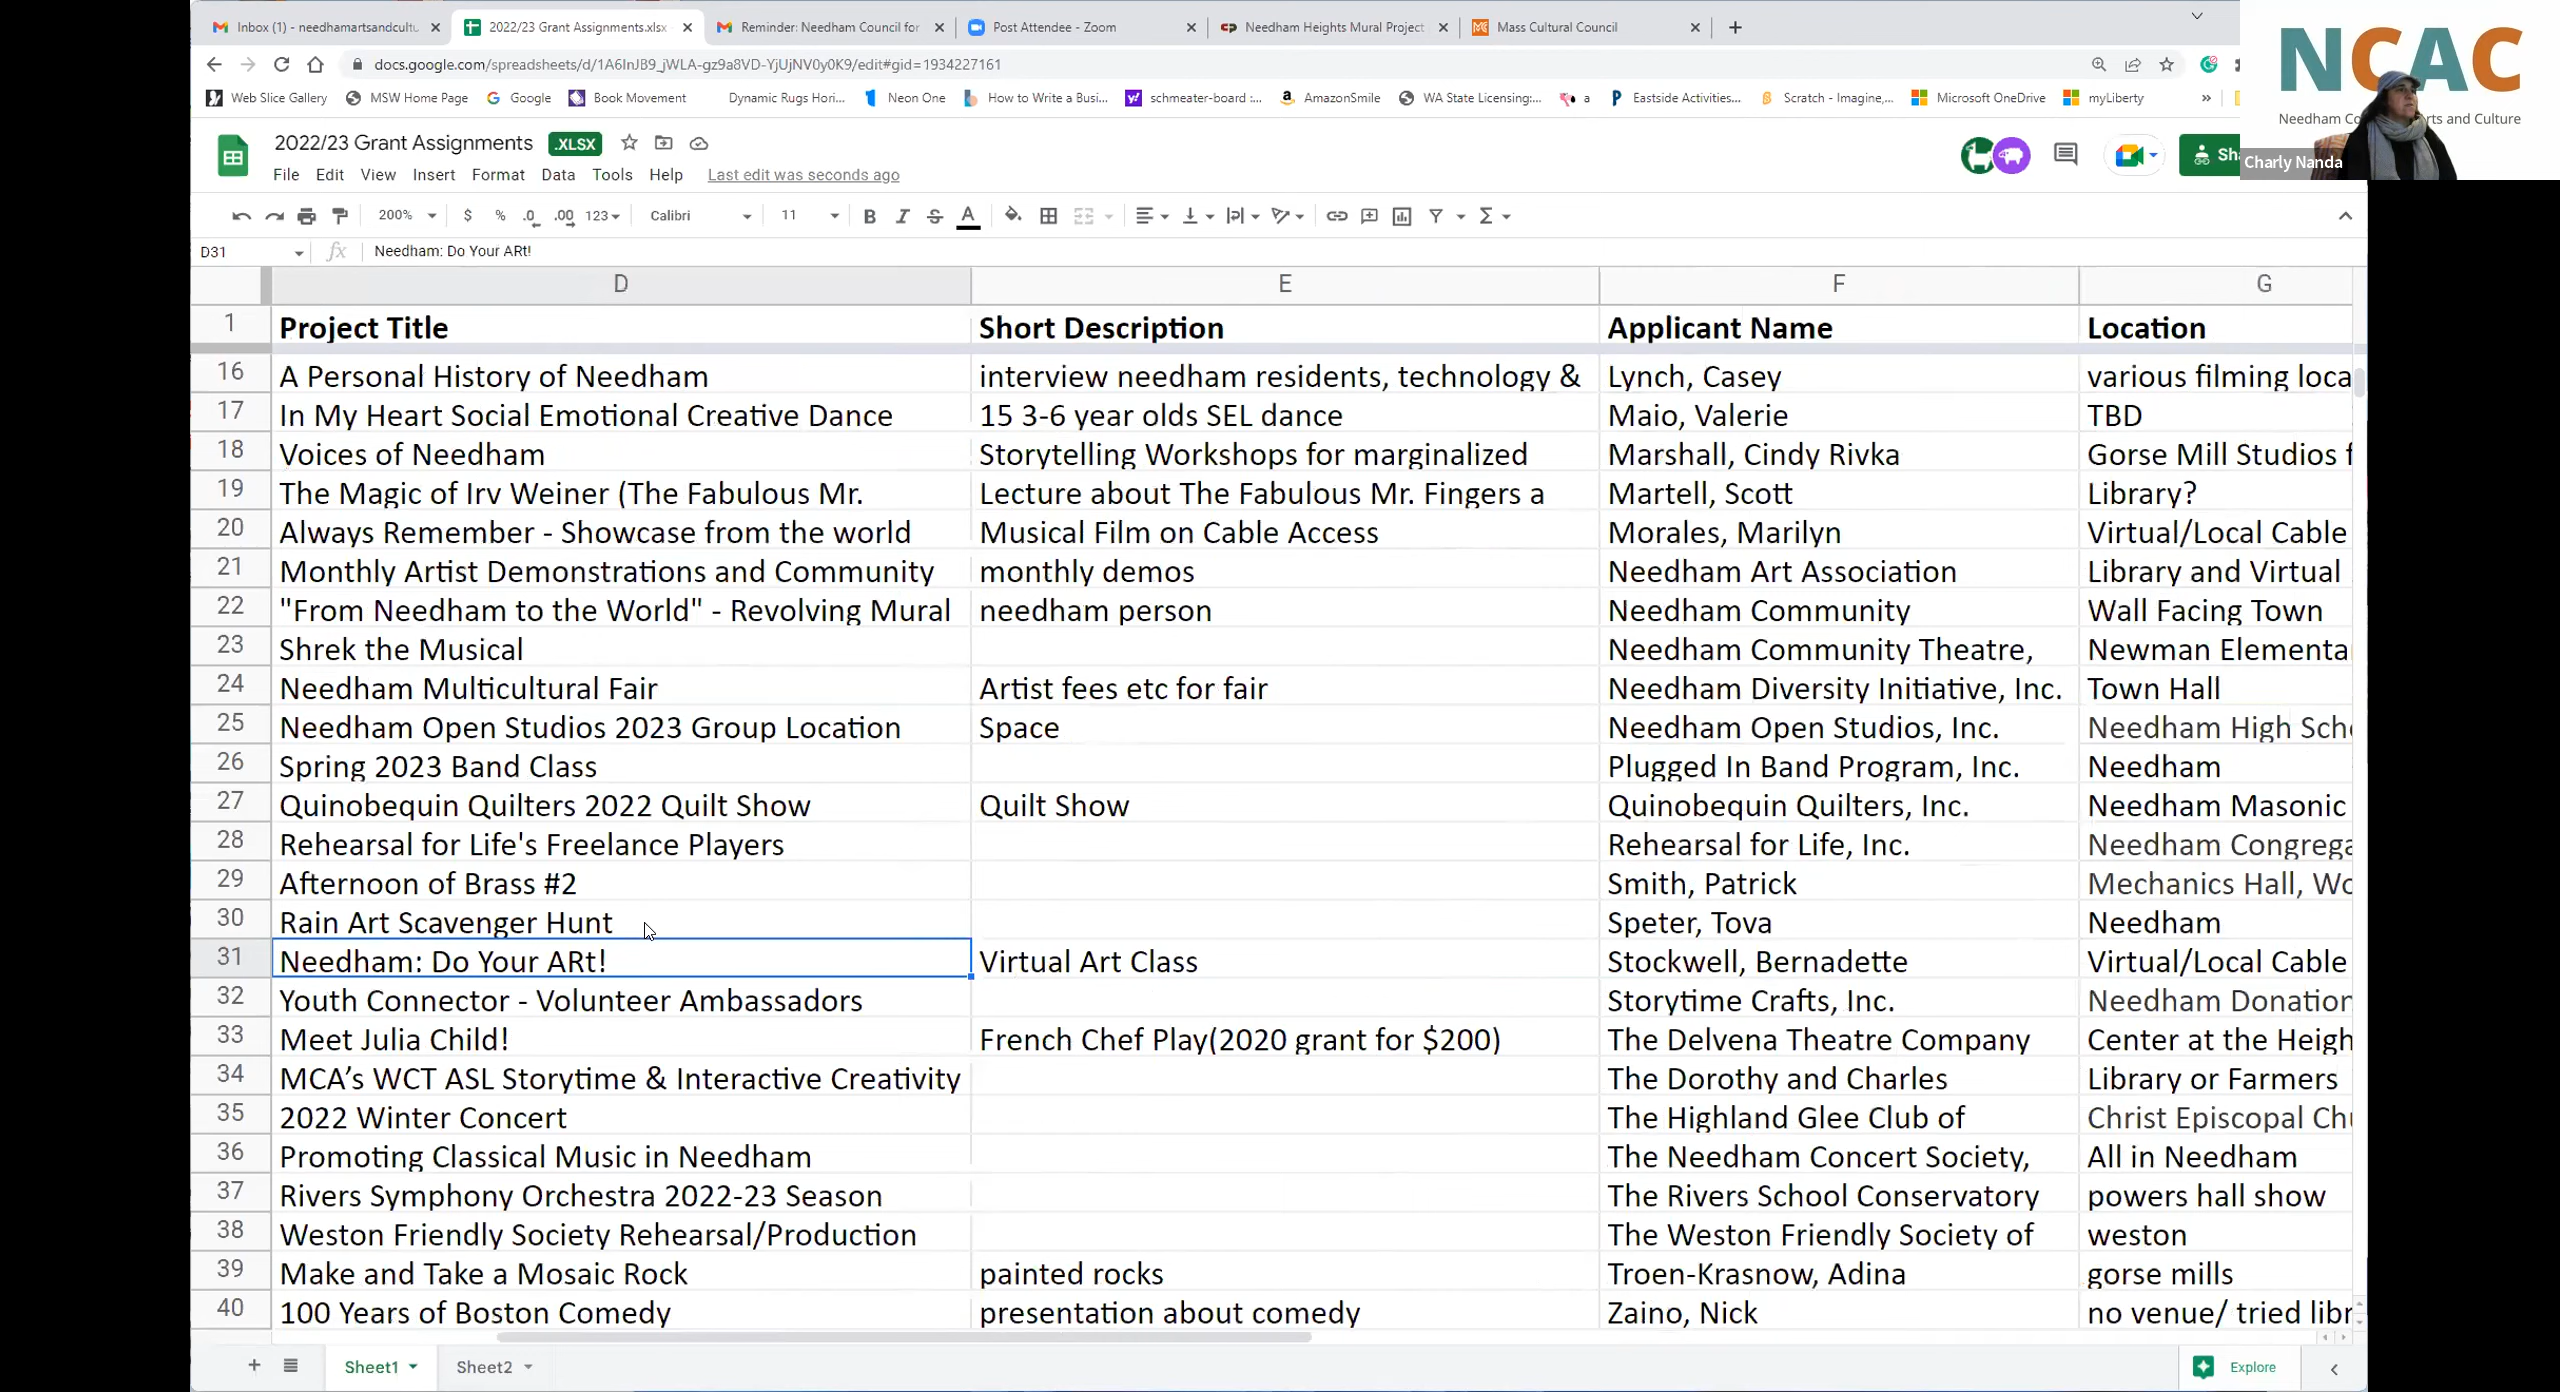 Inbox (1) - needhamartsandcultu
2022/23 Grant Assignments.xlsx -
Reminder: Needham Council for
Post Attendee - Zoom
Needham Heights Mural Project -
Mass Cultural Council
docs.google.com/spreadsheets/d/1A6InJB9_jWLA-gz9a8VD-YjUjNV0y0K9/edit#gid=1934227161
Web Slice Gallery
MSW Home Page
Google
Book Movement
Dynamic Rugs Hori...
Neon One
How to Write a Busi...
schmeater-board :...
AmazonSmile
WA State Licensing:...
a
Eastside Activities...
Scratch - Imagine,...
Microsoft OneDrive
myLiberty
»
NCAC
Needham Co rts and Culture
Charly Nanda
2022/23 Grant Assignments .XLSX
Sh
File Edit View Insert Format Data Tools Help Last edit was seconds ago
200% $ % .0 .00 123 Calibri 11 B I S A
D31 fx Needham: Do Your ARt!
D E F G
1 Project Title Short Description Applicant Name Location
16 A Personal History of Needham interview needham residents, technology & Lynch, Casey various filming loca
17 In My Heart Social Emotional Creative Dance 15 3-6 year olds SEL dance Maio, Valerie TBD
18 Voices of Needham Storytelling Workshops for marginalized Marshall, Cindy Rivka Gorse Mill Studios f
19 The Magic of Irv Weiner (The Fabulous Mr. Lecture about The Fabulous Mr. Fingers a Martell, Scott Library?
20 Always Remember - Showcase from the world Musical Film on Cable Access Morales, Marilyn Virtual/Local Cable
21 Monthly Artist Demonstrations and Community monthly demos Needham Art Association Library and Virtual
22 "From Needham to the World" - Revolving Mural needham person Needham Community Wall Facing Town
23 Shrek the Musical Needham Community Theatre, Newman Elementa
24 Needham Multicultural Fair Artist fees etc for fair Needham Diversity Initiative, Inc. Town Hall
25 Needham Open Studios 2023 Group Location Space Needham Open Studios, Inc. Needham High Sch
26 Spring 2023 Band Class Plugged In Band Program, Inc. Needham
27 Quinobequin Quilters 2022 Quilt Show Quilt Show Quinobequin Quilters, Inc. Needham Masonic
28 Rehearsal for Life's Freelance Players Rehearsal for Life, Inc. Needham Congrega
29 Afternoon of Brass #2 Smith, Patrick Mechanics Hall, Wo
30 Rain Art Scavenger Hunt Speter, Tova Needham
31 Needham: Do Your ARt! Virtual Art Class Stockwell, Bernadette Virtual/Local Cable
32 Youth Connector - Volunteer Ambassadors Storytime Crafts, Inc. Needham Donation
33 Meet Julia Child! French Chef Play(2020 grant for $200) The Delvena Theatre Company Center at the Heigh
34 MCA’s WCT ASL Storytime & Interactive Creativity The Dorothy and Charles Library or Farmers
35 2022 Winter Concert The Highland Glee Club of Christ Episcopal Chu
36 Promoting Classical Music in Needham The Needham Concert Society, All in Needham
37 Rivers Symphony Orchestra 2022-23 Season The Rivers School Conservatory powers hall show
38 Weston Friendly Society Rehearsal/Production The Weston Friendly Society of weston
39 Make and Take a Mosaic Rock painted rocks Troen-Krasnow, Adina gorse mills
40 100 Years of Boston Comedy presentation about comedy Zaino, Nick no venue/ tried libr
Sheet1 Sheet2 Explore